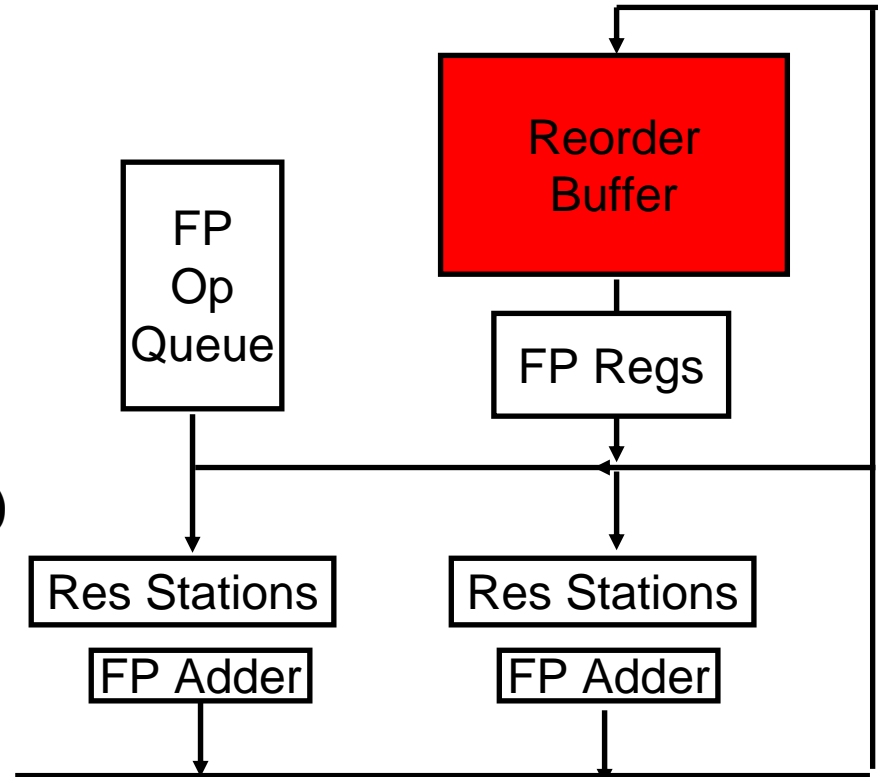 Reorder
Buffer
FP
Op
Queue
FP Regs
)
Res Stations
Res Stations
FP Adder
FP Adder